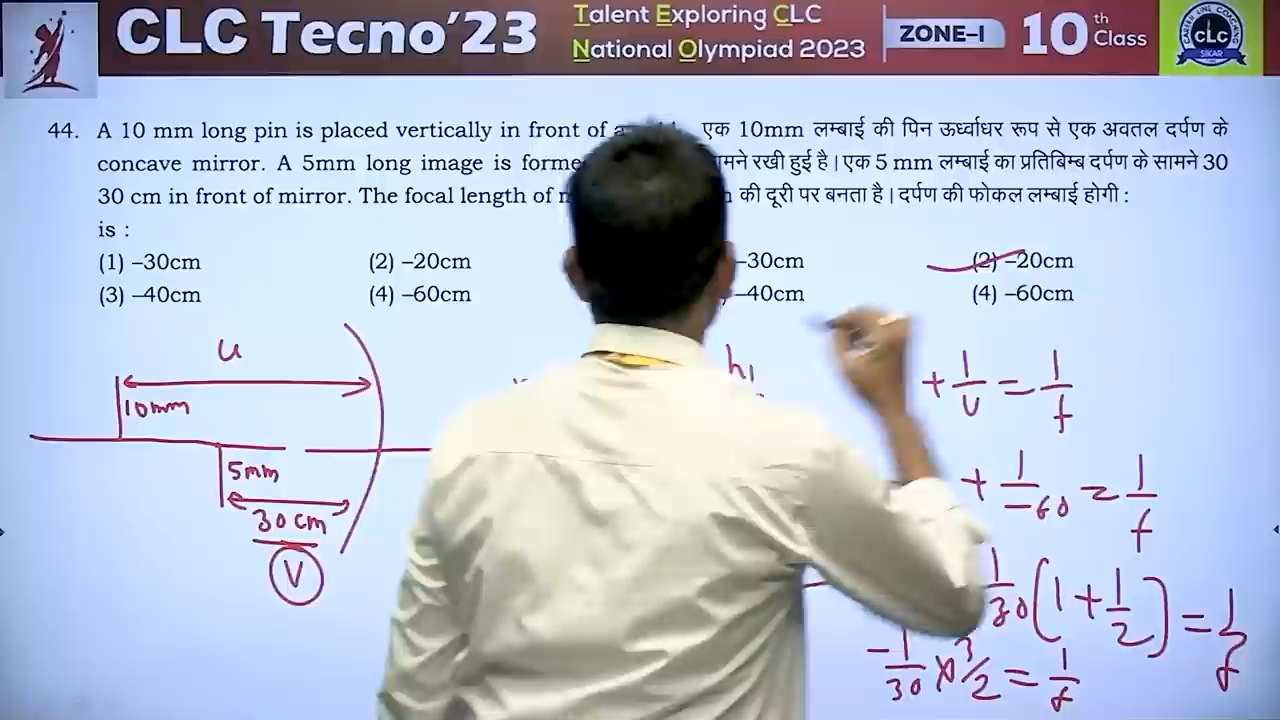 CLC Tecno'23
Talent Exploring CLC
National Olympiad 2023
ZONE-I
10th Class
CLC
SIKAR
44. A 10 mm long pin is placed vertically in front of a
concave mirror. A 5mm long image is forme
30 cm in front of mirror. The focal length of
is :
(1) –30cm (2) –20cm
(3) –40cm (4) –60cm
एक 10mm लम्बाई की पिन ऊर्ध्वाधर रूप से एक अवतल दर्पण के
रखी हुई है। एक 5 mm लम्बाई का प्रतिबिम्ब दर्पण के सामने 30
की दूरी पर बनता है। दर्पण की फोकल लम्बाई होगी :
–30cm (2) –20cm
–40cm (4) –60cm
u
10mm
5mm
30 cm
V
h1
+ 1/u = 1/f
+ 1/-60 = 1/f
1/30 (1 + 1/2) = 1/f
-1/30 × 3/2 = 1/f